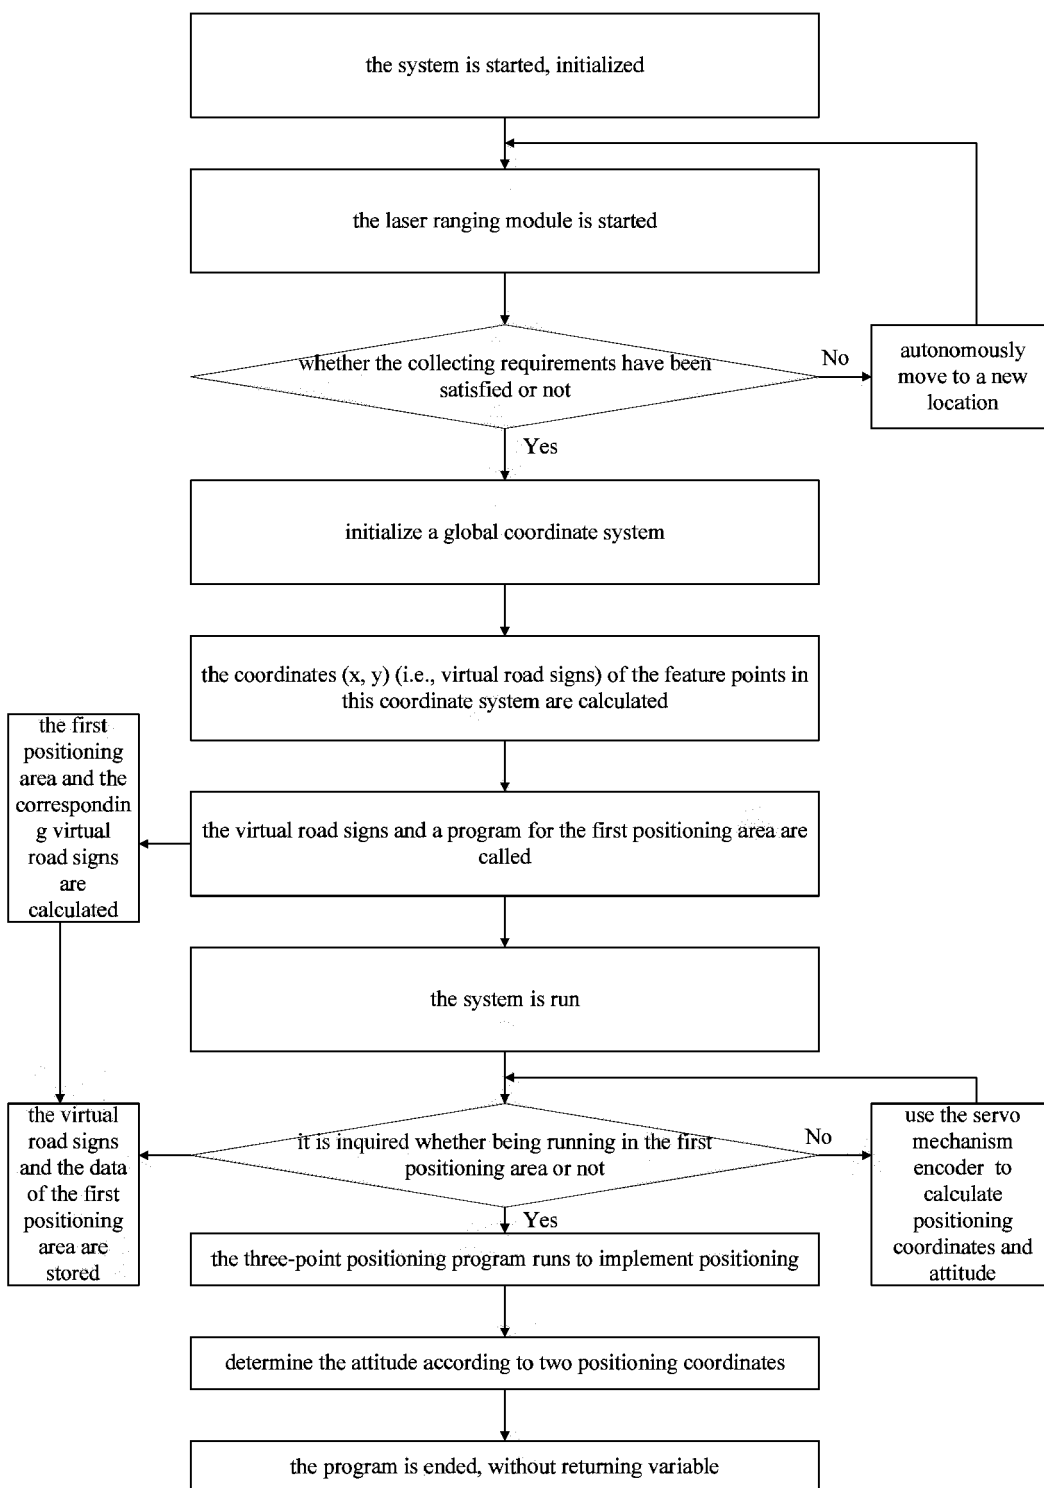 the system is started, initialized
the laser ranging module is started
whether the collecting requirements have been
satisfied or not
No
autonomously
move to a new
location
Yes
initialize a global coordinate system
the coordinates (x, y) (i.e., virtual road signs) of the feature points in
this coordinate system are calculated
the first
positioning
area and the
correspondin
g virtual
road signs
are
calculated
the virtual road signs and a program for the first positioning area are
called
the system is run
the virtual
road signs
and the data
of the first
positioning
area are
stored
it is inquired whether being running in the first
positioning area or not
No
use the servo
mechanism
encoder to
calculate
positioning
coordinates and
attitude
Yes
the three-point positioning program runs to implement positioning
determine the attitude according to two positioning coordinates
the program is ended, without returning variable